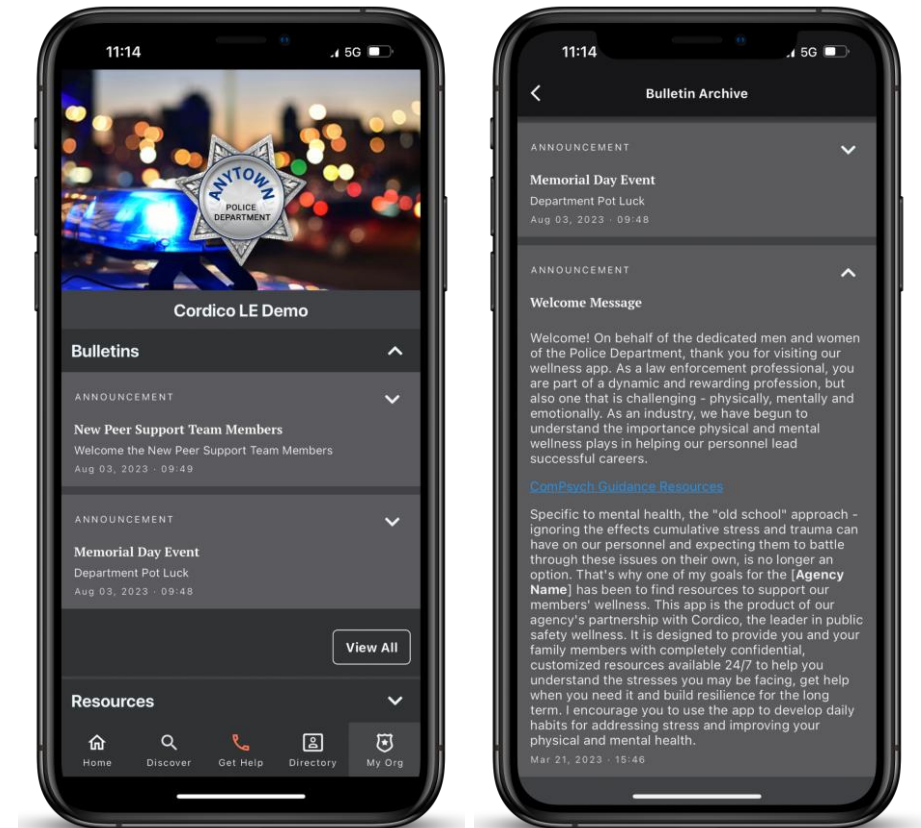 11:14
5G
ANYTOWN
POLICE
DEPARTMENT
Cordico LE Demo
Bulletins
ANNOUNCEMENT
New Peer Support Team Members
Welcome the New Peer Support Team Members
Aug 03, 2023 · 09:49
ANNOUNCEMENT
Memorial Day Event
Department Pot Luck
Aug 03, 2023 · 09:48
View All
Resources
Home
Discover
Get Help
Directory
My Org
11:14
5G
Bulletin Archive
ANNOUNCEMENT
Memorial Day Event
Department Pot Luck
Aug 03, 2023 · 09:48
ANNOUNCEMENT
Welcome Message
Welcome! On behalf of the dedicated men and women
of the Police Department, thank you for visiting our
wellness app. As a law enforcement professional, you
are part of a dynamic and rewarding profession, but
also one that is challenging - physically, mentally and
emotionally. As an industry, we have begun to
understand the importance physical and mental
wellness plays in helping our personnel lead
successful careers.
ComPsych Guidance Resources
Specific to mental health, the "old school" approach -
ignoring the effects cumulative stress and trauma can
have on our personnel and expecting them to battle
through these issues on their own, is no longer an
option. That's why one of my goals for the [Agency
Name] has been to find resources to support our
members' wellness. This app is the product of our
agency's partnership with Cordico, the leader in public
safety wellness. It is designed to provide you and your
family members with completely confidential,
customized resources available 24/7 to help you
understand the stresses you may be facing, get help
when you need it and build resilience for the long
term. I encourage you to use the app to develop daily
habits for addressing stress and improving your
physical and mental health.
Mar 21, 2023 · 15:46